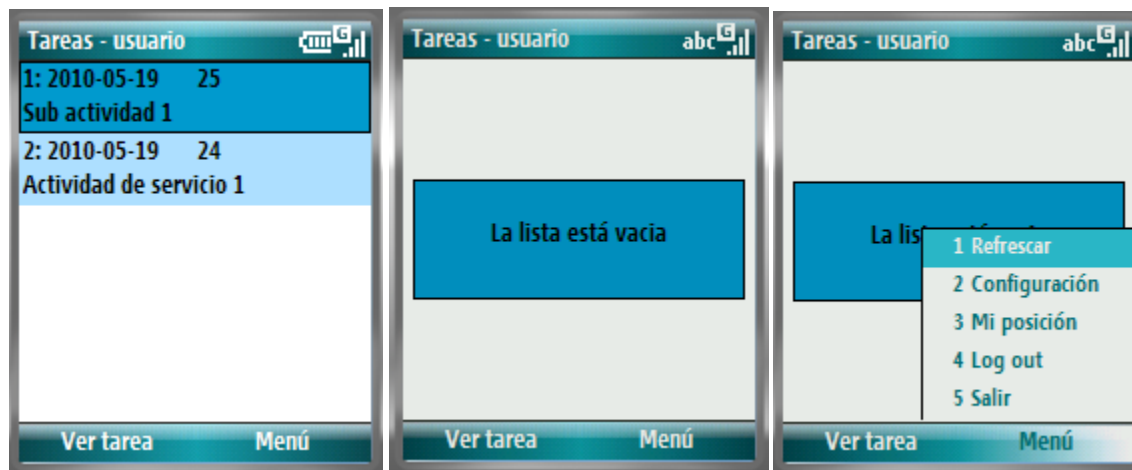 Tareas - usuario
G
1: 2010-05-19 25
Sub actividad 1
2: 2010-05-19 24
Actividad de servicio 1
Ver tarea Menú
Tareas - usuario abc
G
La lista está vacia
Ver tarea Menú
Tareas - usuario abc
G
La lis
1 Refrescar
2 Configuración
3 Mi posición
4 Log out
5 Salir
Ver tarea Menú